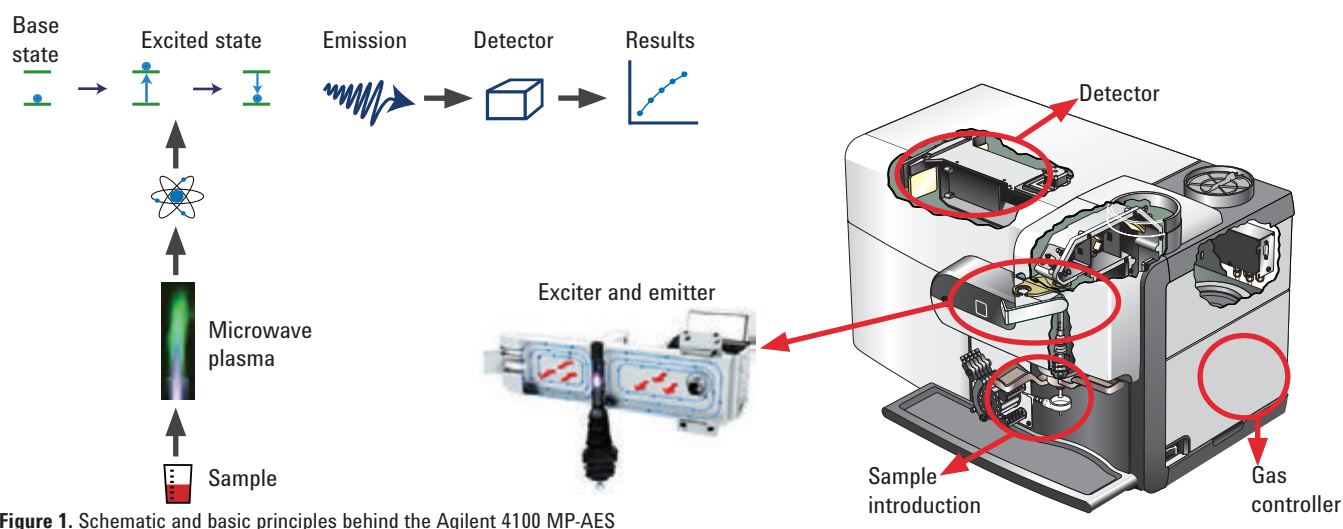 Base
state
Excited state
Emission
Detector
Results
Microwave
plasma
Sample
Exciter and emitter
Detector
Sample
introduction
Gas
controller
Figure 1. Schematic and basic principles behind the Agilent 4100 MP-AES